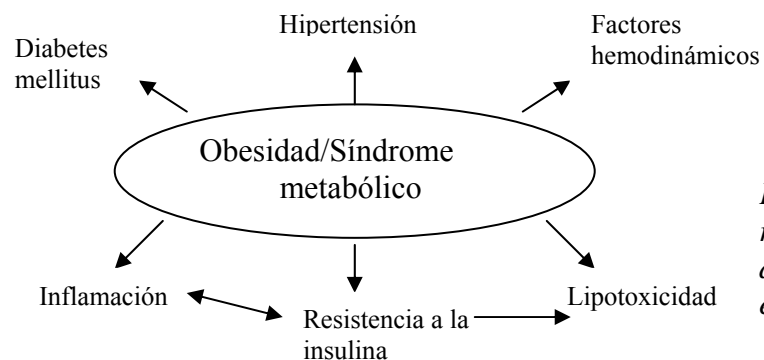 Hipertensión
Factores
hemodinámicos
Diabetes
mellitus
Obesidad/Síndrome
metabólico
Inflamación
Resistencia a la
insulina
Lipotoxicidad